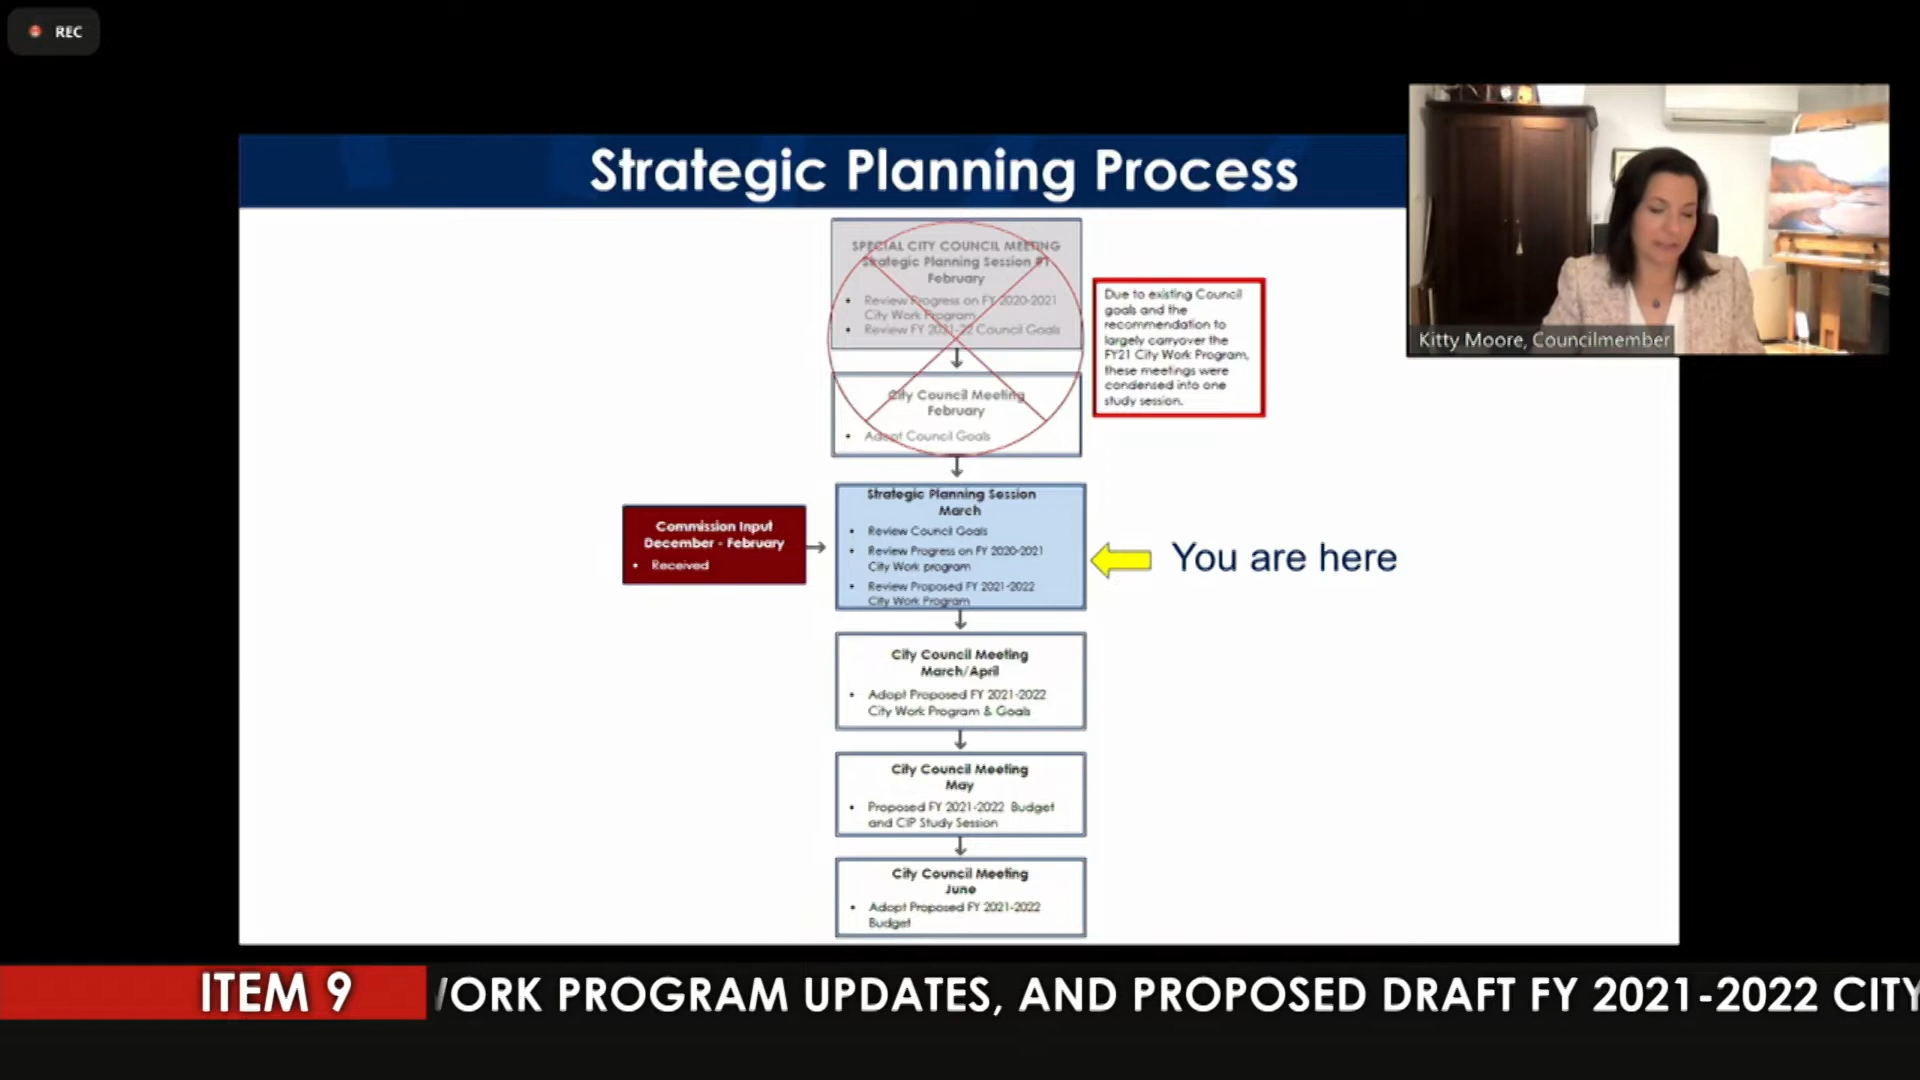 REC
Strategic Planning Process
SPECIAL CITY COUNCIL MEETING
Strategic Planning Session #1
February
• Review Progress on FY 2020-2021
City Work Program
• Review FY 2021-22 Council Goals
Due to existing Council
goals and the
recommendation to
largely carryover the
FY21 City Work Program,
these meetings were
condensed into one
study session.
Kitty Moore, Councilmember
City Council Meeting
February
• Adopt Council Goals
Commission Input
December - February
• Received
Strategic Planning Session
March
• Review Council Goals
• Review Progress on FY 2020-2021
City Work program
• Review Proposed FY 2021-2022
City Work Program
You are here
City Council Meeting
March/April
• Adopt Proposed FY 2021-2022
City Work Program & Goals
City Council Meeting
May
• Proposed FY 2021-2022 Budget
and CIP Study Session
City Council Meeting
June
• Adopt Proposed FY 2021-2022
Budget
ITEM 9
WORK PROGRAM UPDATES, AND PROPOSED DRAFT FY 2021-2022 CITY